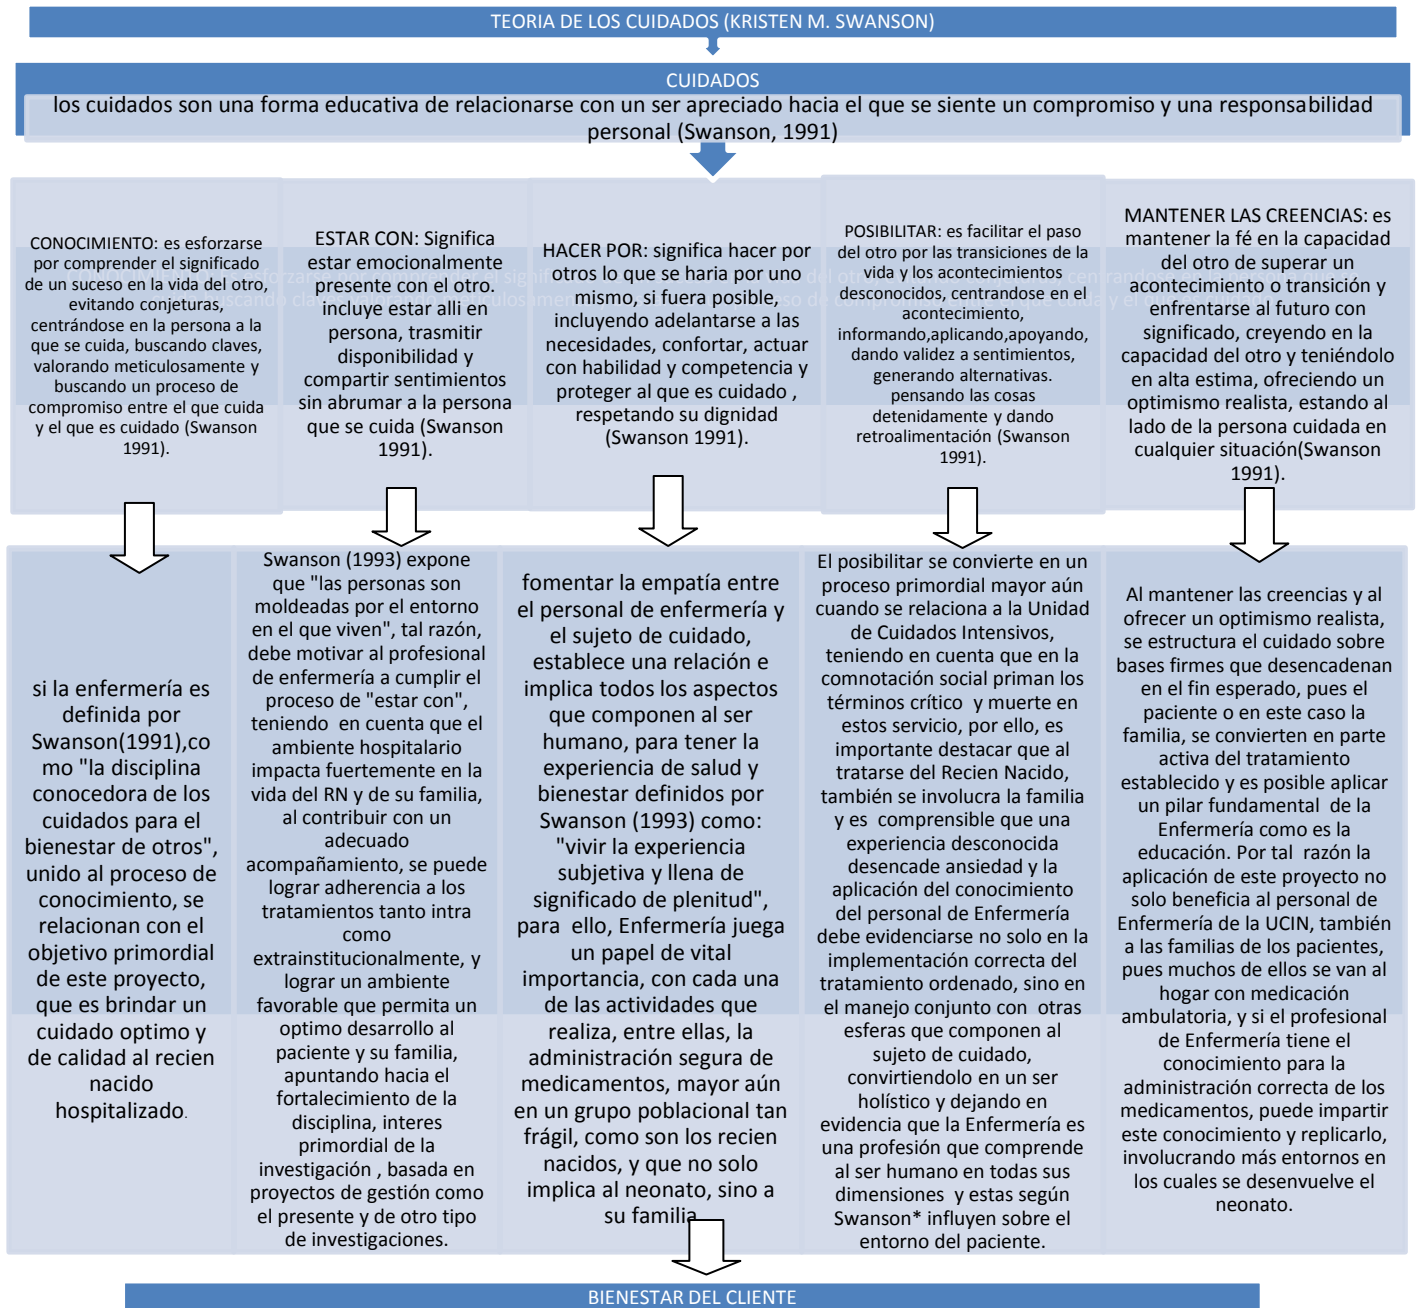 TEORIA DE LOS CUIDADOS (KRISTEN M. SWANSON)
CUIDADOS
los cuidados son una forma educativa de relacionarse con un ser apreciado hacia el que se siente un compromiso y una responsabilidad
personal (Swanson, 1991)
CONOCIMIENTO: es esforzarse
por comprender el significado
de un suceso en la vida del otro,
evitando conjeturas,
centrándose en la persona a la
que se cuida, buscando claves,
valorando meticulosamente y
buscando un proceso de
compromiso entre el que cuida
y el que es cuidado (Swanson
1991).
ESTAR CON: Significa
estar emocionalmente
presente con el otro.
incluye estar alli en
persona, trasmitir
disponibilidad y
compartir sentimientos
sin abrumar a la persona
que se cuida (Swanson
1991).
HACER POR: significa hacer por
otros lo que se haria por uno
mismo, si fuera posible,
incluyendo adelantarse a las
necesidades, confortar, actuar
con habilidad y competencia y
proteger al que es cuidado ,
respetando su dignidad
(Swanson 1991).
POSIBILITAR: es facilitar el paso
del otro por las transiciones de la
vida y los acontecimientos
desconocidos, centrandose en el
acontecimiento,
informando,aplicando,apoyando,
dando validez a sentimientos,
generando alternativas.
pensando las cosas
detenidamente y dando
retroalimentación (Swanson
1991).
MANTENER LAS CREENCIAS: es
mantener la fé en la capacidad
del otro de superar un
acontecimiento o transición y
enfrentarse al futuro con
significado, creyendo en la
capacidad del otro y teniéndolo
en alta estima, ofreciendo un
optimismo realista, estando al
lado de la persona cuidada en
cualquier situación(Swanson
1991).
si la enfermería es
definida por
Swanson(1991),co
mo "la disciplina
conocedora de los
cuidados para el
bienestar de otros",
unido al proceso de
conocimiento, se
relacionan con el
objetivo primordial
de este proyecto,
que es brindar un
cuidado optimo y
de calidad al recien
nacido
hospitalizado.
Swanson (1993) expone
que "las personas son
moldeadas por el entorno
en el que viven", tal razón,
debe motivar al profesional
de enfermería a cumplir el
proceso de "estar con",
teniendo en cuenta que el
ambiente hospitalario
impacta fuertemente en la
vida del RN y de su familia,
al contribuir con un
adecuado
acompañamiento, se puede
lograr adherencia a los
tratamientos tanto intra
como
extrainstitucionalmente, y
lograr un ambiente
favorable que permita un
optimo desarrollo al
paciente y su familia,
apuntando hacia el
fortalecimiento de la
disciplina, interes
primordial de la
investigación , basada en
proyectos de gestión como
el presente y de otro tipo
de investigaciones.
fomentar la empatía entre
el personal de enfermería y
el sujeto de cuidado,
establece una relación e
implica todos los aspectos
que componen al ser
humano, para tener la
experiencia de salud y
bienestar definidos por
Swanson (1993) como:
"vivir la experiencia
subjetiva y llena de
significado de plenitud",
para ello, Enfermería juega
un papel de vital
importancia, con cada una
de las actividades que
realiza, entre ellas, la
administración segura de
medicamentos, mayor aún
en un grupo poblacional tan
frágil, como son los recien
nacidos, y que no solo
implica al neonato, sino a
su familia
El posibilitar se convierte en un
proceso primordial mayor aún
cuando se relaciona a la Unidad
de Cuidados Intensivos,
teniendo en cuenta que en la
comnotación social priman los
términos crítico y muerte en
estos servicio, por ello, es
importante destacar que al
tratarse del Recien Nacido,
también se involucra la familia
y es comprensible que una
experiencia desconocida
desencade ansiedad y la
aplicación del conocimiento
del personal de Enfermería
debe evidenciarse no solo en la
implementación correcta del
tratamiento ordenado, sino en
el manejo conjunto con otras
esferas que componen al
sujeto de cuidado,
convirtiendolo en un ser
holístico y dejando en
evidencia que la Enfermería es
una profesión que comprende
al ser humano en todas sus
dimensiones y estas según
Swanson* influyen sobre el
entorno del paciente.
Al mantener las creencias y al
ofrecer un optimismo realista,
se estructura el cuidado sobre
bases firmes que desencadenan
en el fin esperado, pues el
paciente o en este caso la
familia, se convierten en parte
activa del tratamiento
establecido y es posible aplicar
un pilar fundamental de la
Enfermería como es la
educación. Por tal razón la
aplicación de este proyecto no
solo beneficia al personal de
Enfermería de la UCIN, también
a las familias de los pacientes,
pues muchos de ellos se van al
hogar con medicación
ambulatoria, y si el profesional
de Enfermería tiene el
conocimiento para la
administración correcta de los
medicamentos, puede impartir
este conocimiento y replicarlo,
involucrando más entornos en
los cuales se desenvuelve el
neonato.
BIENESTAR DEL CLIENTE